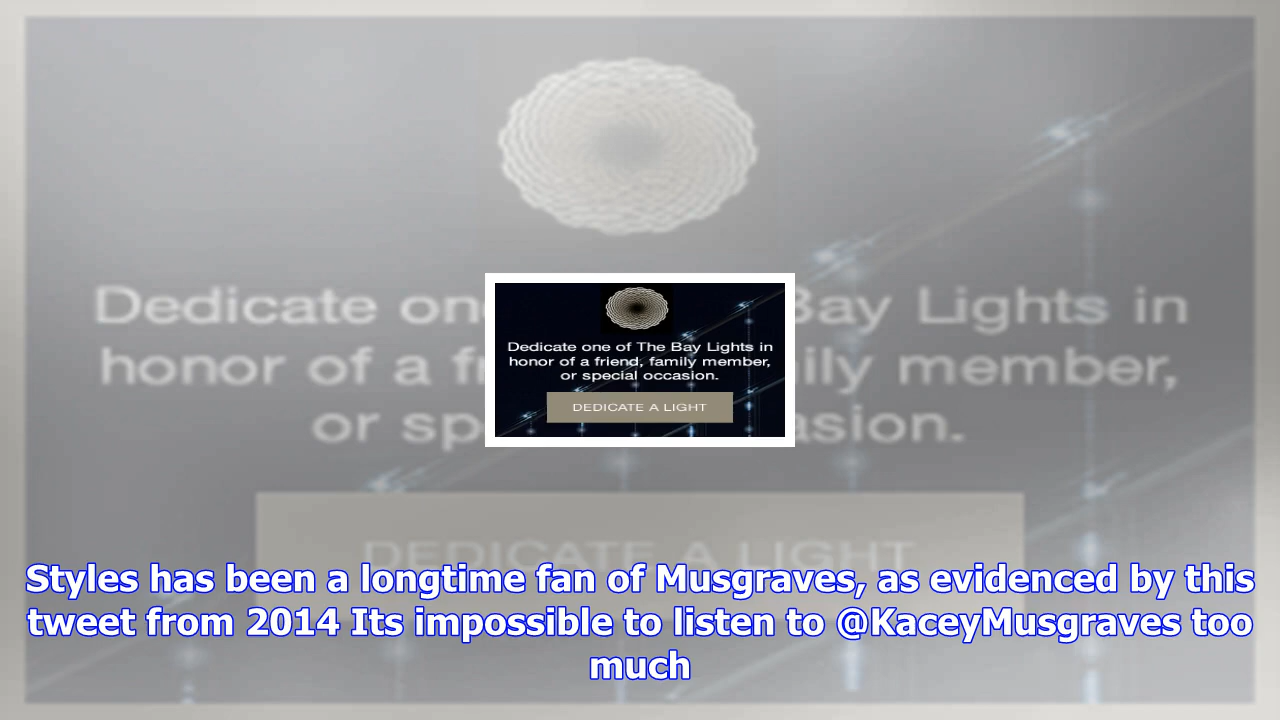 Dedicate one of The Bay Lights in
honor of a friend, family member,
or special occasion.
DEDICATE A LIGHT
Styles has been a longtime fan of Musgraves, as evidenced by this
tweet from 2014 Its impossible to listen to @KaceyMusgraves too
much